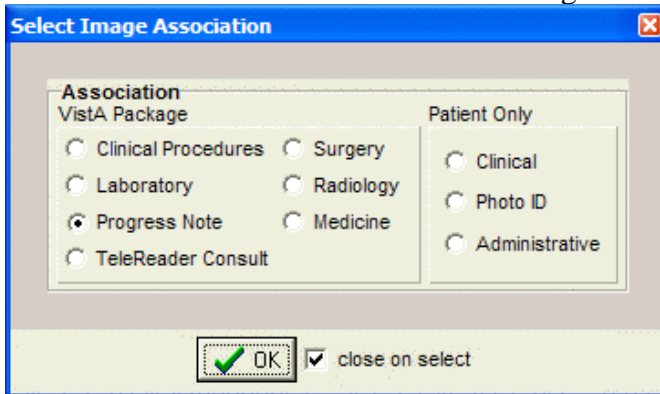 Select Image Association
Association
VistA Package
Clinical Procedures
Surgery
Laboratory
Radiology
Progress Note
Medicine
TeleReader Consult
Patient Only
Clinical
Photo ID
Administrative
OK
close on select